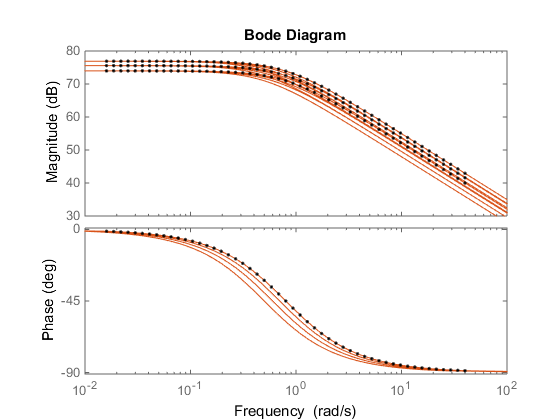 Bode Diagram
Magnitude (dB)
80
70
60
50
40
30
Phase (deg)
0
-45
-90
10^-2 10^-1 10^0 10^1 10^2
Frequency (rad/s)